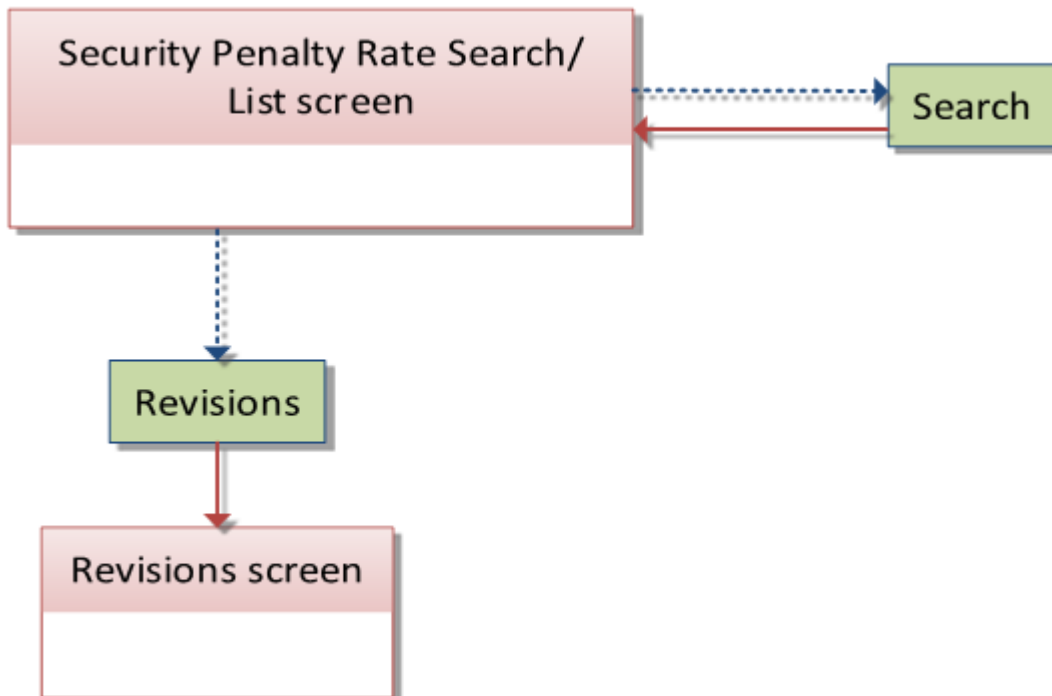 Security Penalty Rate Search/
List screen
Search
Revisions
Revisions screen